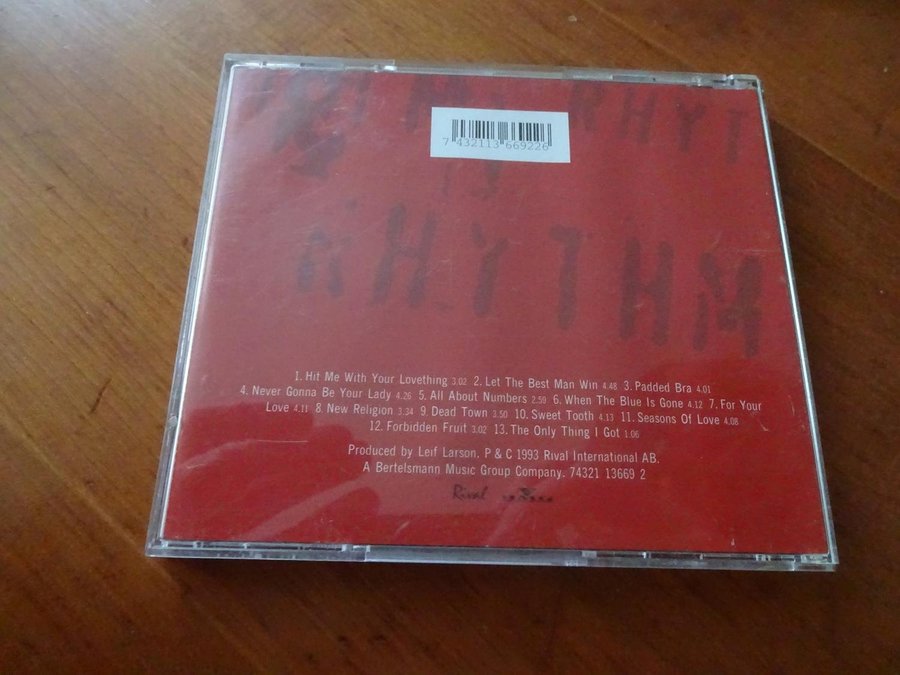 RHYT
7 432113 669226
RHYTHM
1. Hit Me With Your Lovething 3.02 2. Let The Best Man Win 4.48 3. Padded Bra 4.01
4. Never Gonna Be Your Lady 4.26 5. All About Numbers 2.59 6. When The Blue Is Gone 4.12 7. For Your
Love 4.11 8. New Religion 3.34 9. Dead Town 3.50 10. Sweet Tooth 4.13 11. Seasons Of Love 4.08
12. Forbidden Fruit 3.02 13. The Only Thing I Got 1:06
Produced by Leif Larson. P & C 1993 Rival International AB.
A Bertelsmann Music Group Company. 74321 13669 2
Rival